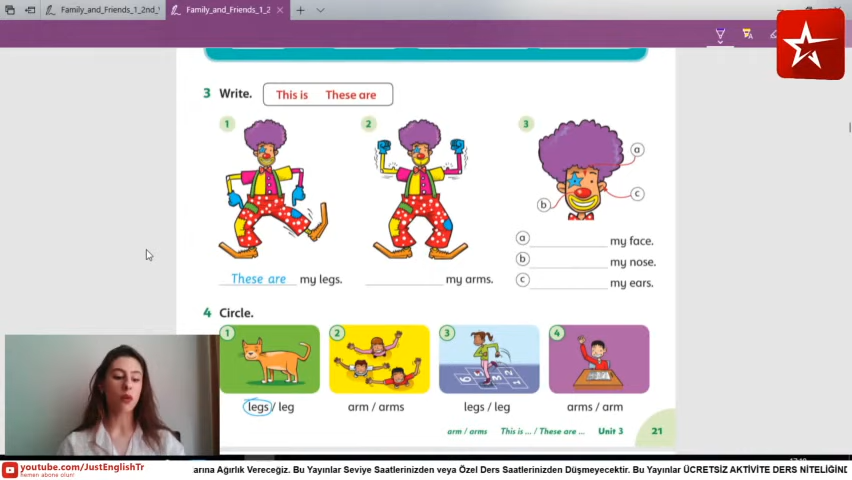 Family_and_Friends_1_2nd_
Family_and_Friends_1_2
3 Write.
This is These are
1
2
3
a
b
c
These are my legs.
my arms.
a my face.
b my nose.
c my ears.
4 Circle.
1
2
3
4
legs / leg
arm / arms
legs / leg
arms / arm
arm / arms This is ... / These are ... Unit 3 21
youtube.com/JustEnglishTr
hemen abone olun!
arına Ağırlık Vereceğiz. Bu Yayınlar Seviye Saatlerinizden veya Özel Ders Saatlerinizden Düşmeyecektir. Bu Yayınlar ÜCRETSİZ AKTİVİTE DERS NİTELİĞİND